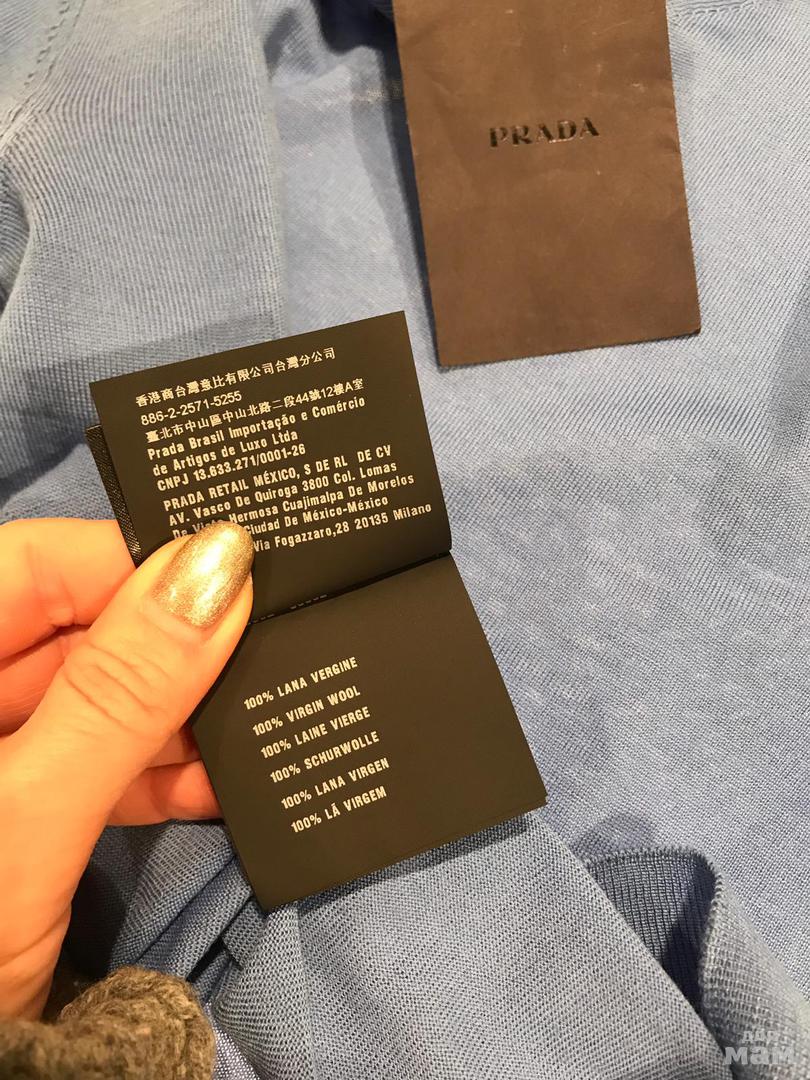 PRADA
香港商台灣意比有限公司台灣分公司
886-2-2571-5255
臺北市中山區中山北路二段44號12樓A室
Prada Brasil Importação e Comércio
de Artigos de Luxo Ltda
CNPJ 13.633.271/0001-26
PRADA RETAIL MÉXICO, S DE RL DE CV
AV. Vasco De Quiroga 3800 Col. Lomas
De Hermosa Cuajimalpa De Morelos
Ciudad De México-México
Via Fogazzaro,28 20135 Milano
100% LANA VERGINE
100% VIRGIN WOOL
100% LAINE VIERGE
100% SCHURWOLLE
100% LANA VIRGEN
100% LÃ VIRGEM
мам